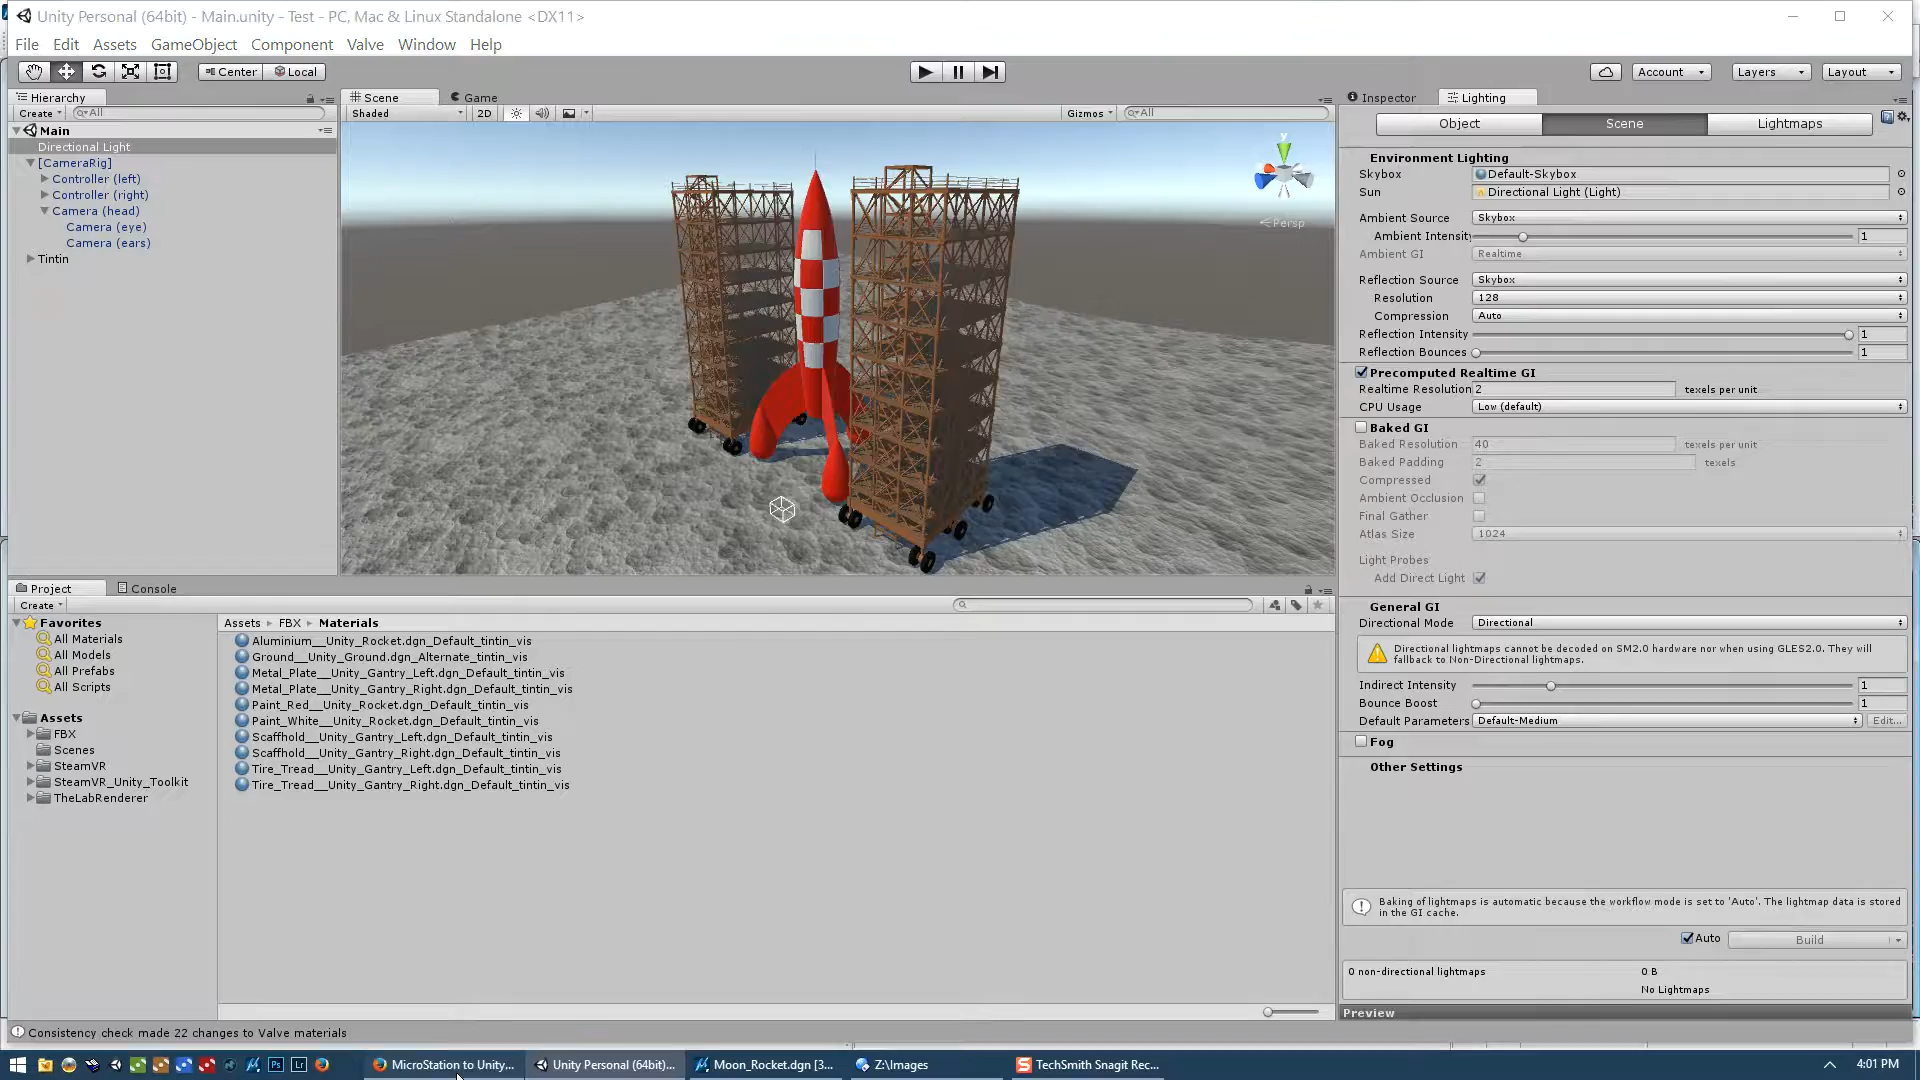 Unity Personal (64bit) - Main.unity - Test - PC, Mac & Linux Standalone <DX11>
File Edit Assets GameObject Component Valve Window Help
Center Local Account Layers Layout
Hierarchy
Create All
Main
Directional Light
[CameraRig]
Controller (left)
Controller (right)
Camera (head)
Camera (eye)
Camera (ears)
Tintin
Scene Game
Shaded 2D Gizmos All
y
Persp
Inspector Lighting
Object Scene Lightmaps
Environment Lighting
Skybox Default-Skybox
Sun Directional Light (Light)
Ambient Source Skybox
Ambient Intensity 1
Ambient GI Realtime
Reflection Source Skybox
Resolution 128
Compression Auto
Reflection Intensity 1
Reflection Bounces 1
Precomputed Realtime GI
Realtime Resolution 2 texels per unit
CPU Usage Low (default)
Baked GI
Baked Resolution 40 texels per unit
Baked Padding 2 texels
Compressed
Ambient Occlusion
Final Gather
Atlas Size 1024
Light Probes
Add Direct Light
General GI
Directional Mode Directional
Directional lightmaps cannot be decoded on SM2.0 hardware nor when using GLES2.0. They will
fallback to Non-Directional lightmaps.
Indirect Intensity 1
Bounce Boost 1
Default Parameters Default-Medium Edit...
Fog
Other Settings
Baking of lightmaps is automatic because the workflow mode is set to 'Auto'. The lightmap data is stored
in the GI cache.
Auto Build
0 non-directional lightmaps 0 B
No Lightmaps
Preview
Project Console
Create
Favorites
All Materials
All Models
All Prefabs
All Scripts
Assets
FBX
Scenes
SteamVR
SteamVR_Unity_Toolkit
TheLabRenderer
Assets FBX Materials
Aluminium__Unity_Rocket.dgn_Default_tintin_vis
Ground__Unity_Ground.dgn_Alternate_tintin_vis
Metal_Plate__Unity_Gantry_Left.dgn_Default_tintin_vis
Metal_Plate__Unity_Gantry_Right.dgn_Default_tintin_vis
Paint_Red__Unity_Rocket.dgn_Default_tintin_vis
Paint_White__Unity_Rocket.dgn_Default_tintin_vis
Scaffhold__Unity_Gantry_Left.dgn_Default_tintin_vis
Scaffhold__Unity_Gantry_Right.dgn_Default_tintin_vis
Tire_Tread__Unity_Gantry_Left.dgn_Default_tintin_vis
Tire_Tread__Unity_Gantry_Right.dgn_Default_tintin_vis
Consistency check made 22 changes to Valve materials
Ps Lr MicroStation to Unity... Unity Personal (64bit)... Moon_Rocket.dgn [3... Z:\Images S TechSmith Snagit Rec... 4:01 PM